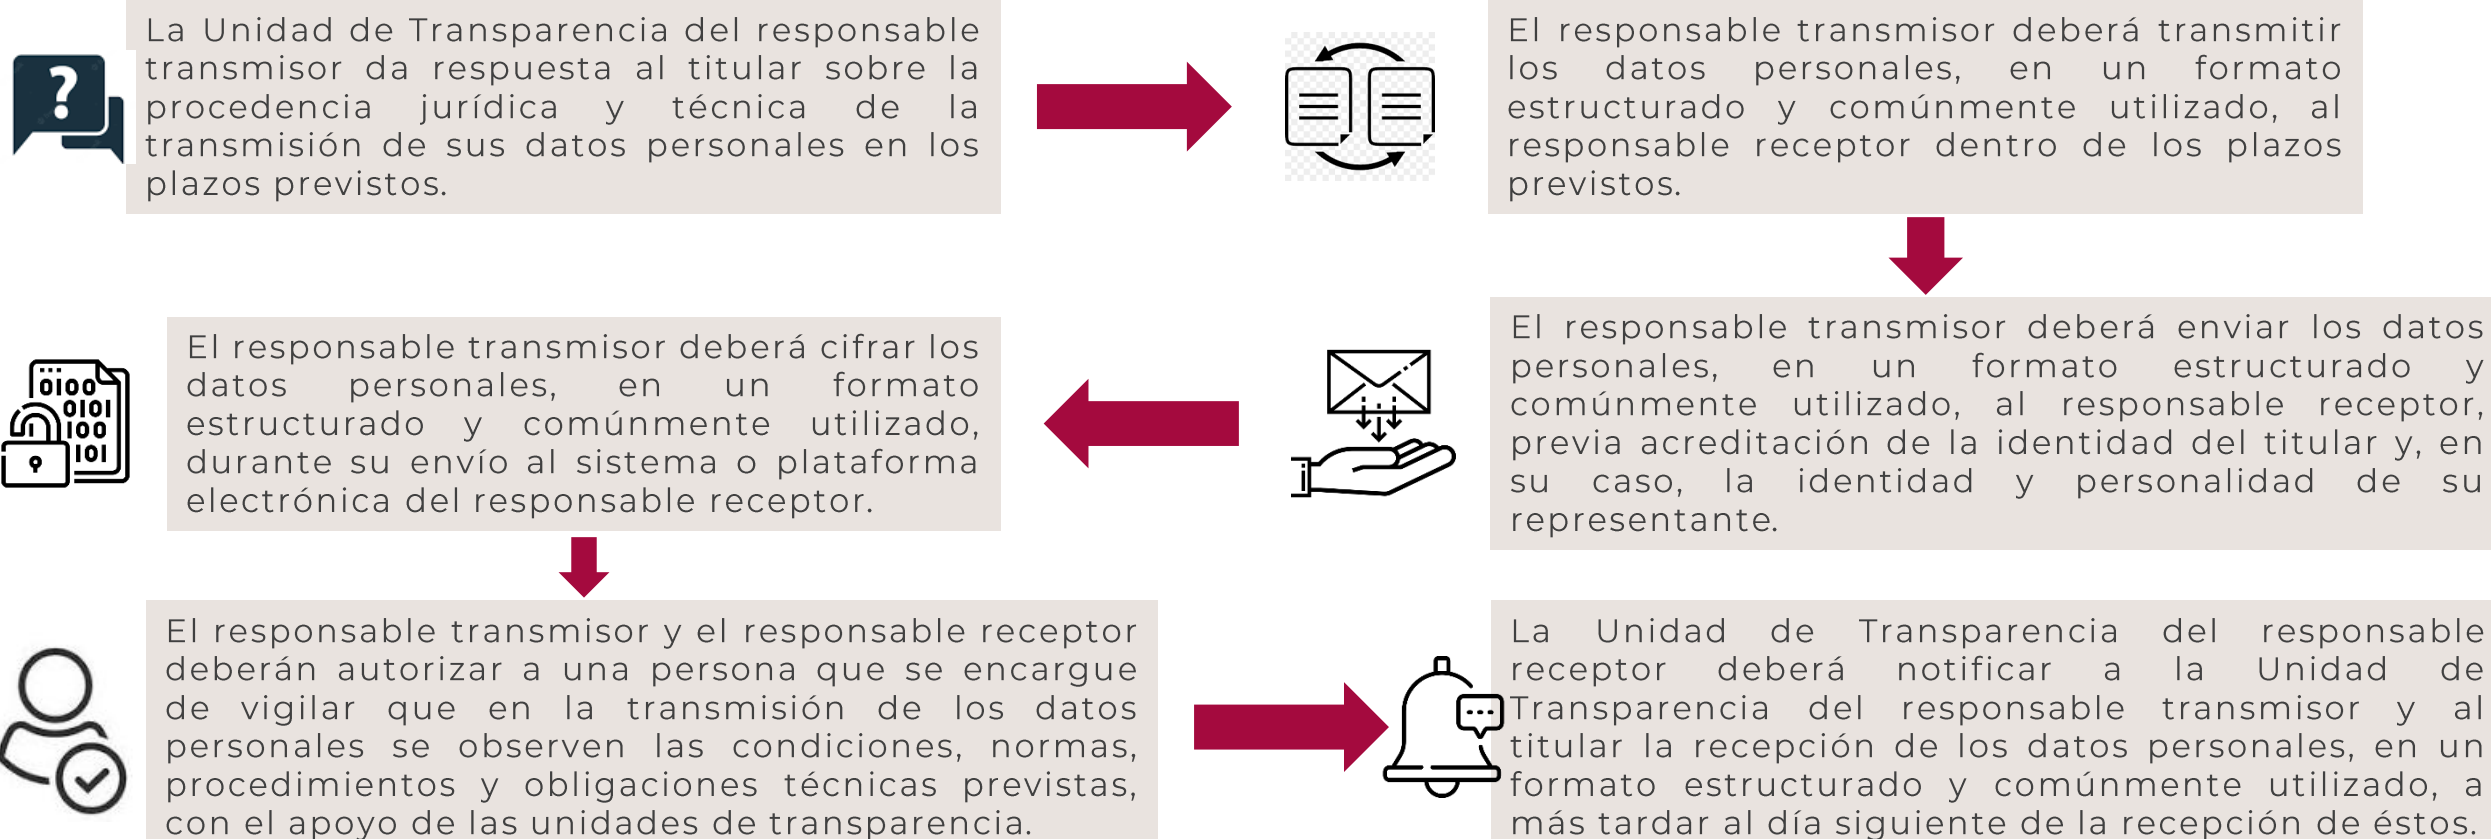 La Unidad de Transparencia del responsable
transmisor da respuesta al titular sobre la
procedencia jurídica y técnica de la
transmisión de sus datos personales en los
plazos previstos.
El responsable transmisor deberá transmitir
los datos personales, en un formato
estructurado y comúnmente utilizado, al
responsable receptor dentro de los plazos
previstos.
El responsable transmisor deberá enviar los datos
personales, en un formato estructurado y
comúnmente utilizado, al responsable receptor,
previa acreditación de la identidad del titular y, en
su caso, la identidad y personalidad de su
representante.
El responsable transmisor deberá cifrar los
datos personales, en un formato
estructurado y comúnmente utilizado,
durante su envío al sistema o plataforma
electrónica del responsable receptor.
El responsable transmisor y el responsable receptor
deberán autorizar a una persona que se encargue
de vigilar que en la transmisión de los datos
personales se observen las condiciones, normas,
procedimientos y obligaciones técnicas previstas,
con el apoyo de las unidades de transparencia.
La Unidad de Transparencia del responsable
receptor deberá notificar a la Unidad de
Transparencia del responsable transmisor y al
titular la recepción de los datos personales, en un
formato estructurado y comúnmente utilizado, a
más tardar al día siguiente de la recepción de éstos.
?
0100
0101
100
101